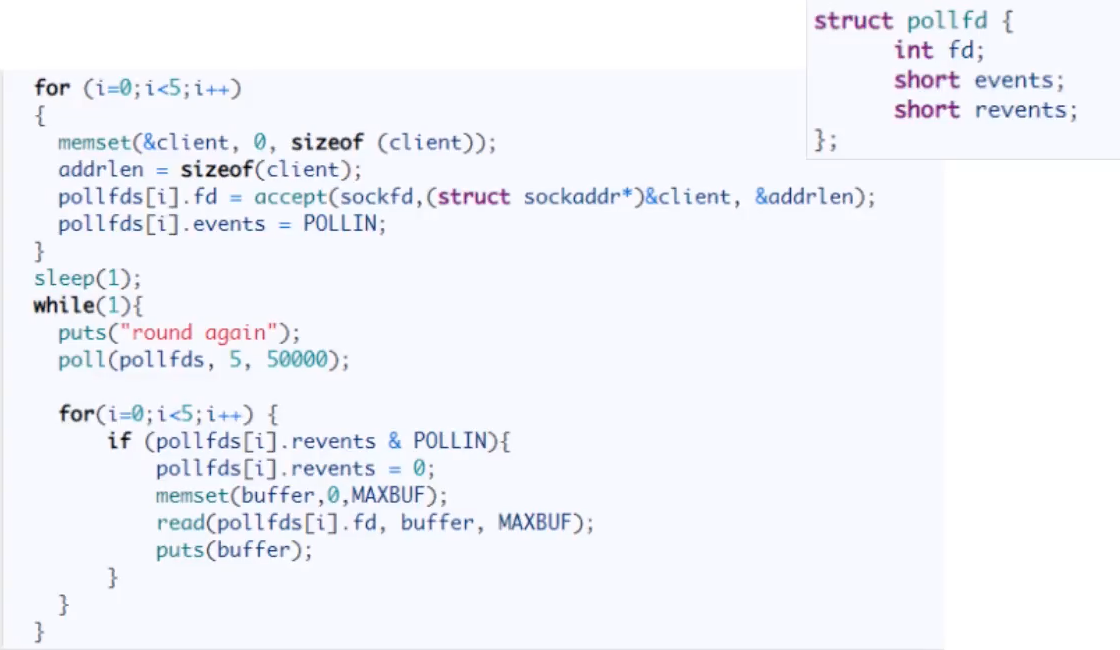 struct pollfd {
int fd;
short events;
short revents;
};
for (i=0;i<5;i++)
{
memset(&client, 0, sizeof (client));
addrlen = sizeof(client);
pollfds[i].fd = accept(sockfd,(struct sockaddr*)&client, &addrlen);
pollfds[i].events = POLLIN;
}
sleep(1);
while(1){
puts("round again");
poll(pollfds, 5, 50000);
for(i=0;i<5;i++) {
if (pollfds[i].revents & POLLIN){
pollfds[i].revents = 0;
memset(buffer,0,MAXBUF);
read(pollfds[i].fd, buffer, MAXBUF);
puts(buffer);
}
}
}